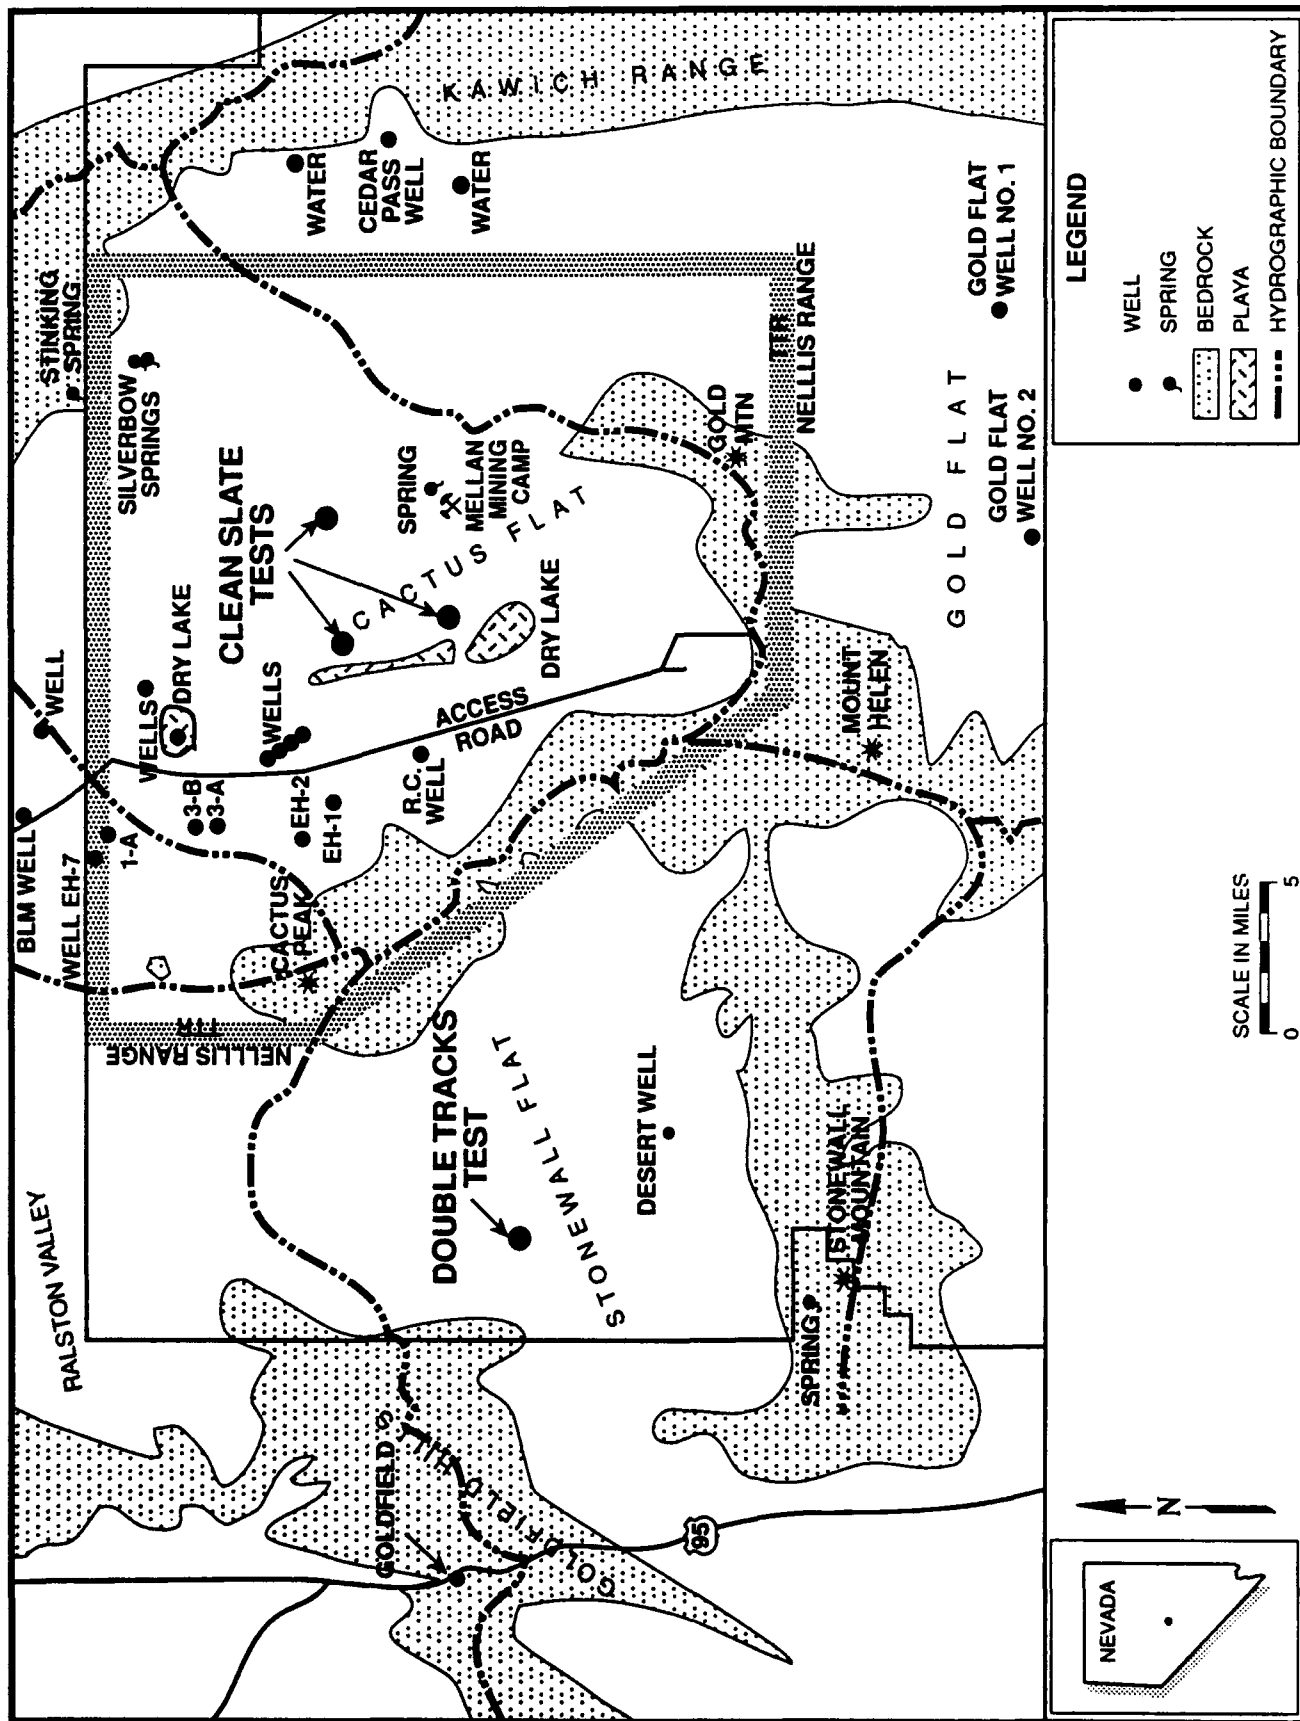 RALSTON VALLEY
BLM WELL
WELL
WELL EH-7
1-A
STINKING
SPRING
NELLIS RANGE
TTR
WELLS
DRY LAKE
3-B
3-A
SILVERBOW
SPRINGS
CLEAN SLATE
TESTS
CACTUS
PEAK
EH-2
EH-1
WELLS
WATER
CEDAR
PASS
WELL
WATER
KAWICH RANGE
R.C.
WELL
ACCESS
ROAD
CACTUS FLAT
SPRING
MELLAN
MINING
CAMP
DRY LAKE
GOLDFIELD
GOLDFIELD HILLS
DOUBLE TRACKS
TEST
STONEWALL FLAT
DESERT WELL
GOLD
MTN
TTR
NELLLIS RANGE
95
SPRING
STONEWALL
MOUNTAIN
MOUNT
HELEN
GOLD FLAT
GOLD FLAT
WELL NO. 1
GOLD FLAT
WELL NO. 2
NEVADA
N
SCALE IN MILES
0 5
LEGEND
WELL
SPRING
BEDROCK
PLAYA
HYDROGRAPHIC BOUNDARY